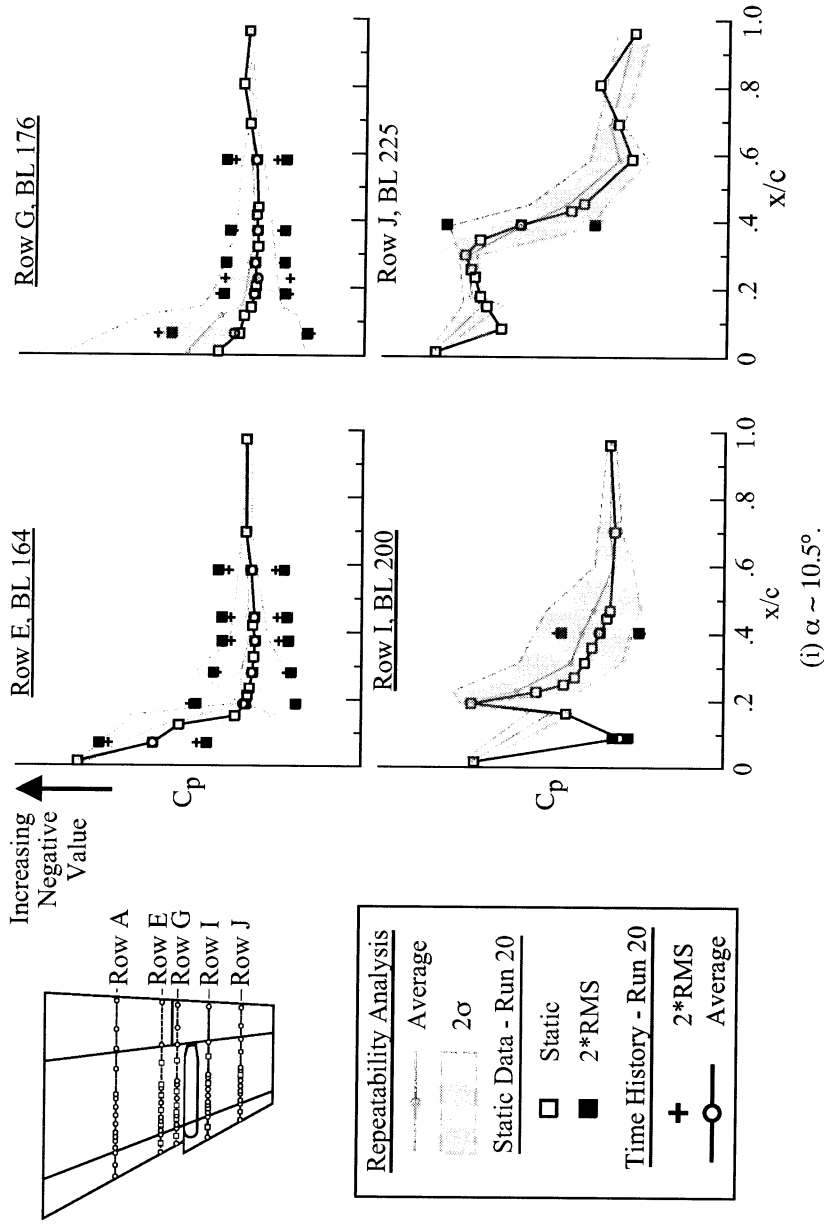 Row A
Row E
Row G
Row I
Row J
Increasing
Negative
Value
Repeatability Analysis
Average
2σ
Static Data - Run 20
Static
2*RMS
Time History - Run 20
2*RMS
Average
Row E, BL 164
Cp
Row G, BL 176
Row I, BL 200
Cp
0
.2
.4
.6
.8
1.0
x/c
Row J, BL 225
0
.2
.4
.6
.8
1.0
x/c
(i) α ~ 10.5°.